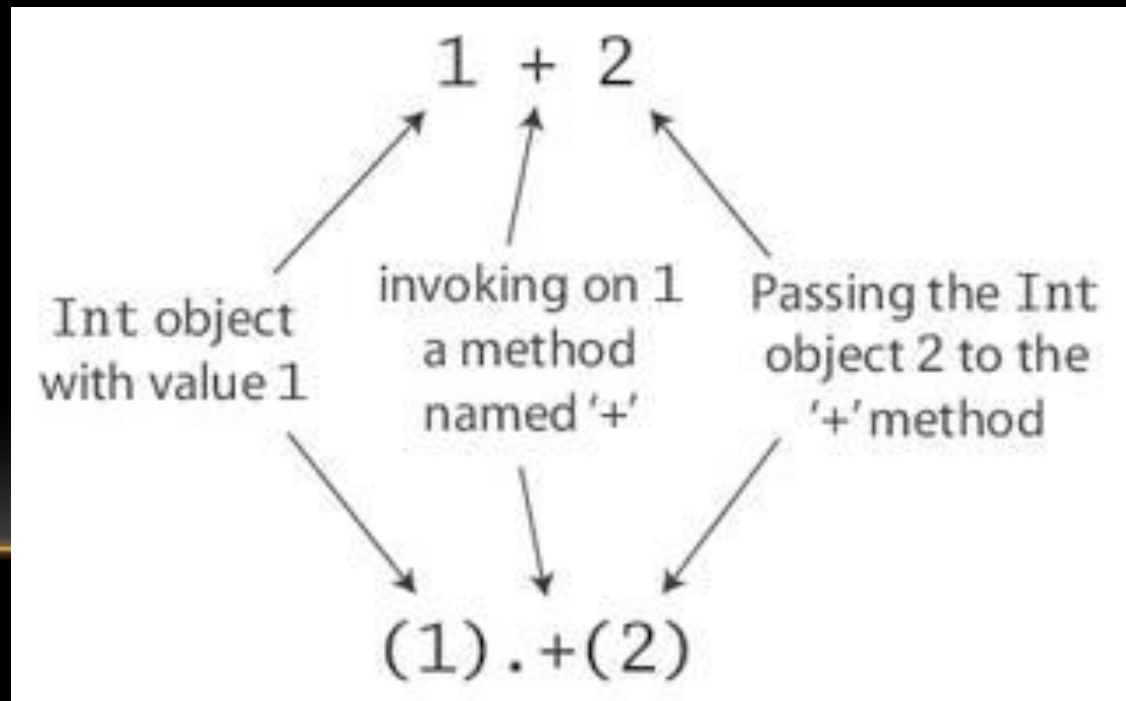 1 + 2
Int object
with value 1
invoking on 1
a method
named ‘+’
Passing the Int
object 2 to the
‘+’ method
(1).+(2)